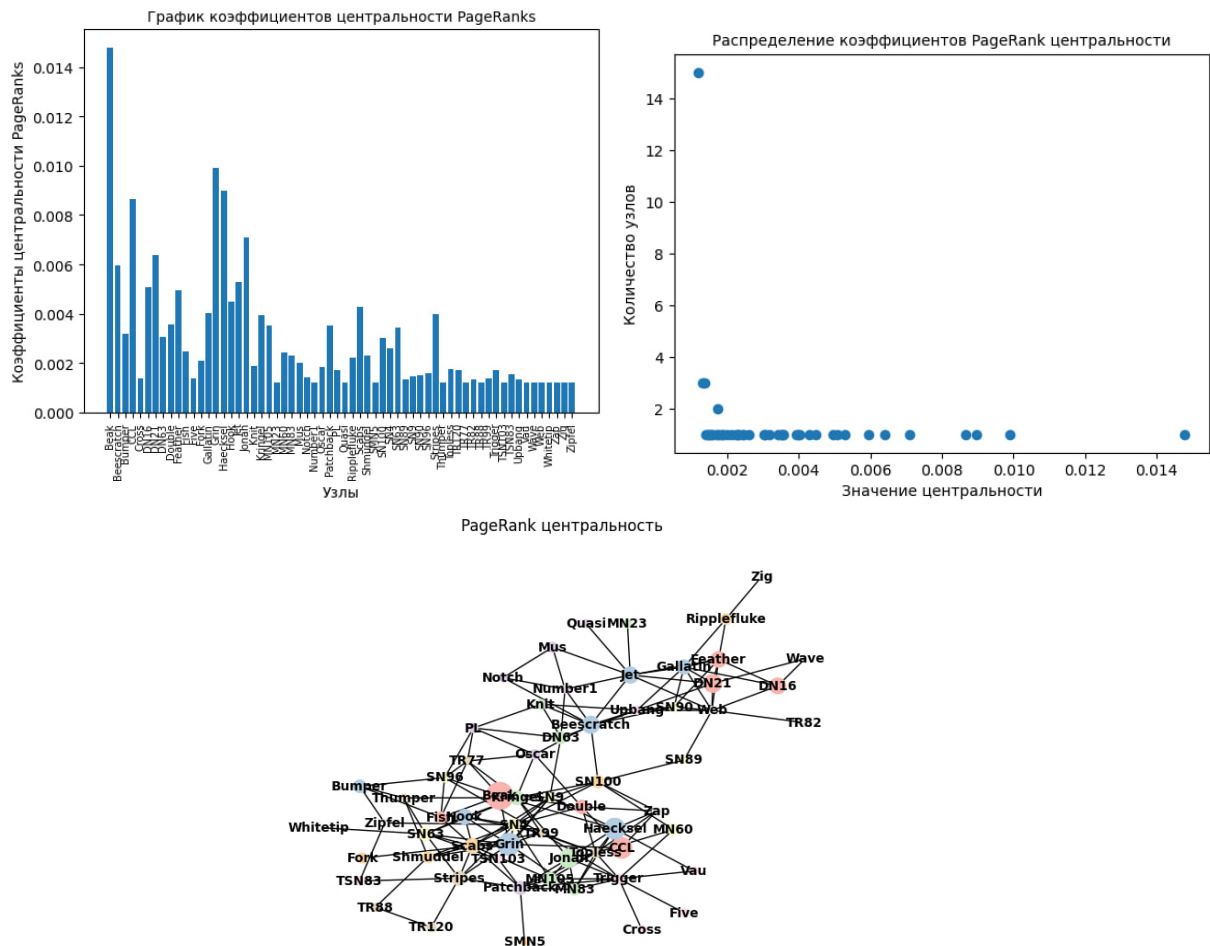 График коэффициентов центральности PageRanks
Коэффициенты центральности PageRanks
0.014
0.012
0.010
0.008
0.006
0.004
0.002
0.000
Beak
Beescratch
Bumper
CCL
Cross
DN16
DN21
DN63
Double
Feather
Fish
Five
Fork
Gallatin
Grin
Haecksel
Hook
Jet
Jonah
Knit
Kringel
MN105
MN23
MN60
MN83
Mus
Notch
Number1
Oscar
Patchback
PL
Quasi
Ripplefluke
Scabs
Shmuddel
SMN5
SN100
SN4
SN63
SN89
SN9
SN90
SN96
Stripes
Thumper
Topless
TR120
TR77
TR82
TR88
TR99
Trigger
TSN103
TSN83
Upbang
Vau
Wave
Web
Whitetip
Zap
Zig
Zipfel
Узлы
Распределение коэффициентов PageRank центральности
Количество узлов
14
12
10
8
6
4
2
0.002 0.004 0.006 0.008 0.010 0.012 0.014
Значение центральности
PageRank центральность
Zig
Ripplefluke
Quasi MN23
Mus
Feather
Wave
Gallatin
Jet
Notch
DN21
DN16
Number1
Knit
Upbang
SN90
Web
Beescratch
TR82
PL
DN63
Oscar
SN89
TR77
SN96
SN100
Bumper
Beak
Kringel
SN9
Thumper
Double
Zap
Fish
Hook
Zipfel
SN4
Whitetip
SN63
TR99
Haecksel
MN60
Grin
Scabs
CCL
Topless
Fork
Shmuddel
TSN103
Jonah
Vau
TSN83
Stripes
MN105
Trigger
Patchback
MN83
TR88
Five
TR120
Cross
SMN5